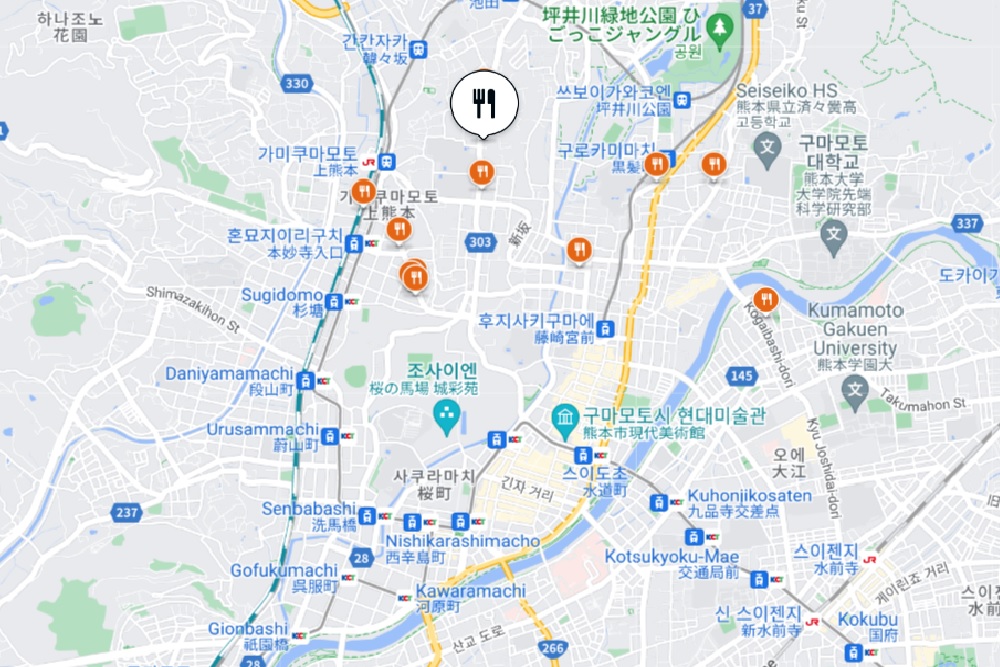 池田
37
하나조노
花園
간칸자카
韓々坂
坪井川緑地公園 ひ
ごっこジャングル
공원
330
쓰보이가와코엔
坪井川公園
Seiseiko HS
熊本県立済々黌高
고등학교
구마모토
대학교
熊本大学
大学院先端
科学研究部
가미쿠마모토
上熊本
JR
구로카미마치
黒髪
쿠마모토
上熊本
혼묘지이리구치
本妙寺入口
303
新坂
337
도카이가
Shimazakihon St
Sugidomo
杉塘
후지사키구마에
藤崎宮前
Kogaibashi-dori
Kumamoto
Gakuen
University
熊本学園大
Daniyamamachi
段山町
조사이엔
桜の馬場 城彩苑
145
Takumahon St
Urusammachi
蔚山町
구마모토시 현대미술관
熊本市現代美術館
Kyu Joshidai-dori
오에
大江
사쿠라마치
桜町
긴자 거리
스이도초
水道町
237
Senbabashi
洗馬橋
Kuhonjikosaten
九品寺交差点
Nishikarashimacho
西辛島町
28
Kotsukyoku-Mae
交通局前
스이젠지
水前寺
JR
Gofukumachi
呉服町
Kawaramachi
河原町
게이린죠 거리
신 스이젠지
新水前寺
JR
Kokubu
国府
Gionbashi
祇園橋
산교 도로
266
28